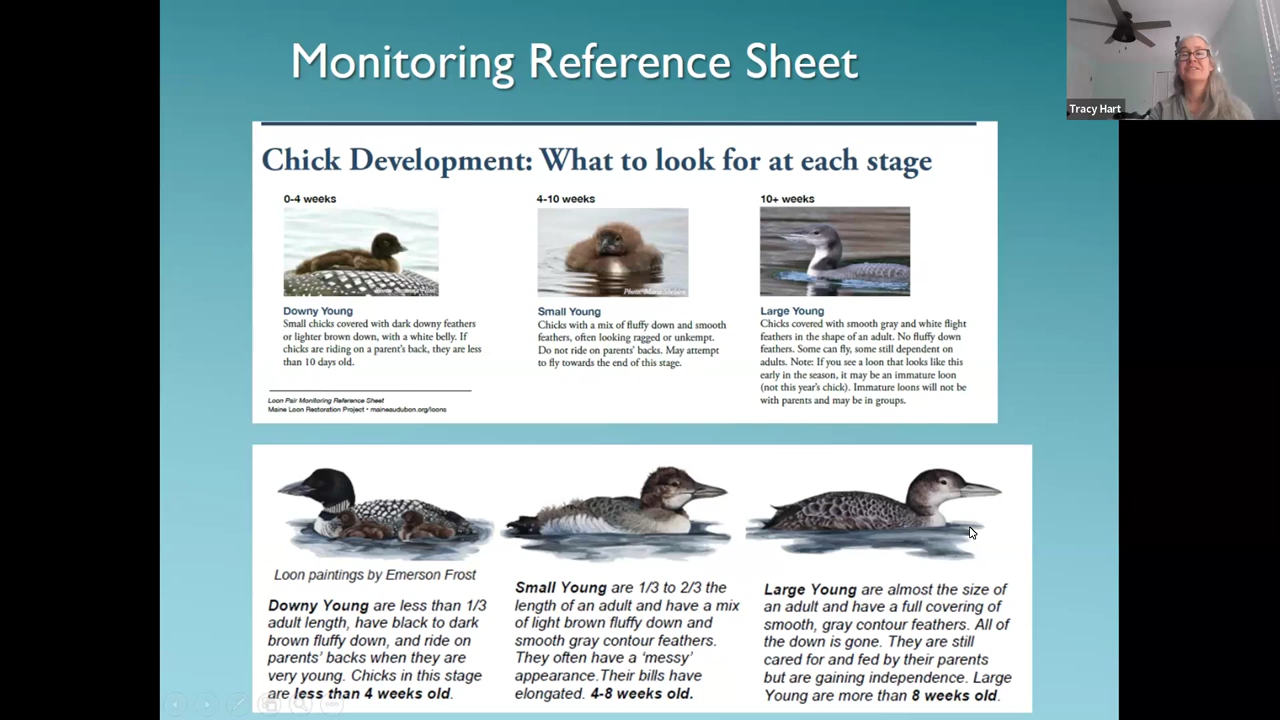 Monitoring Reference Sheet
Tracy Hart
Chick Development: What to look for at each stage
0-4 weeks
Downy Young
Small chicks covered with dark downy feathers
or lighter brown down, with a white belly. If
chicks are riding on a parent's back, they are less
than 10 days old.
4-10 weeks
Small Young
Chicks with a mix of fluffy down and smooth
feathers, often looking ragged or unkempt.
Do not ride on parents' backs. May attempt
to fly towards the end of this stage.
10+ weeks
Large Young
Chicks covered with smooth gray and white flight
feathers in the shape of an adult. No fluffy down
feathers. Some can fly, some still dependent on
adults. Note: If you see a loon that looks like this
early in the season, it may be an immature loon
(not this year's chick). Immature loons will not be
with parents and may be in groups.
Loon Pair Monitoring Reference Sheet
Maine Loon Restoration Project • maineaudubon.org/loons
Loon paintings by Emerson Frost
Downy Young are less than 1/3
adult length, have black to dark
brown fluffy down, and ride on
parents' backs when they are
very young. Chicks in this stage
are less than 4 weeks old.
Small Young are 1/3 to 2/3 the
length of an adult and have a mix
of light brown fluffy down and
smooth gray contour feathers.
They often have a 'messy'
appearance.Their bills have
elongated. 4-8 weeks old.
Large Young are almost the size of
an adult and have a full covering of
smooth, gray contour feathers. All of
the down is gone. They are still
cared for and fed by their parents
but are gaining independence. Large
Young are more than 8 weeks old.